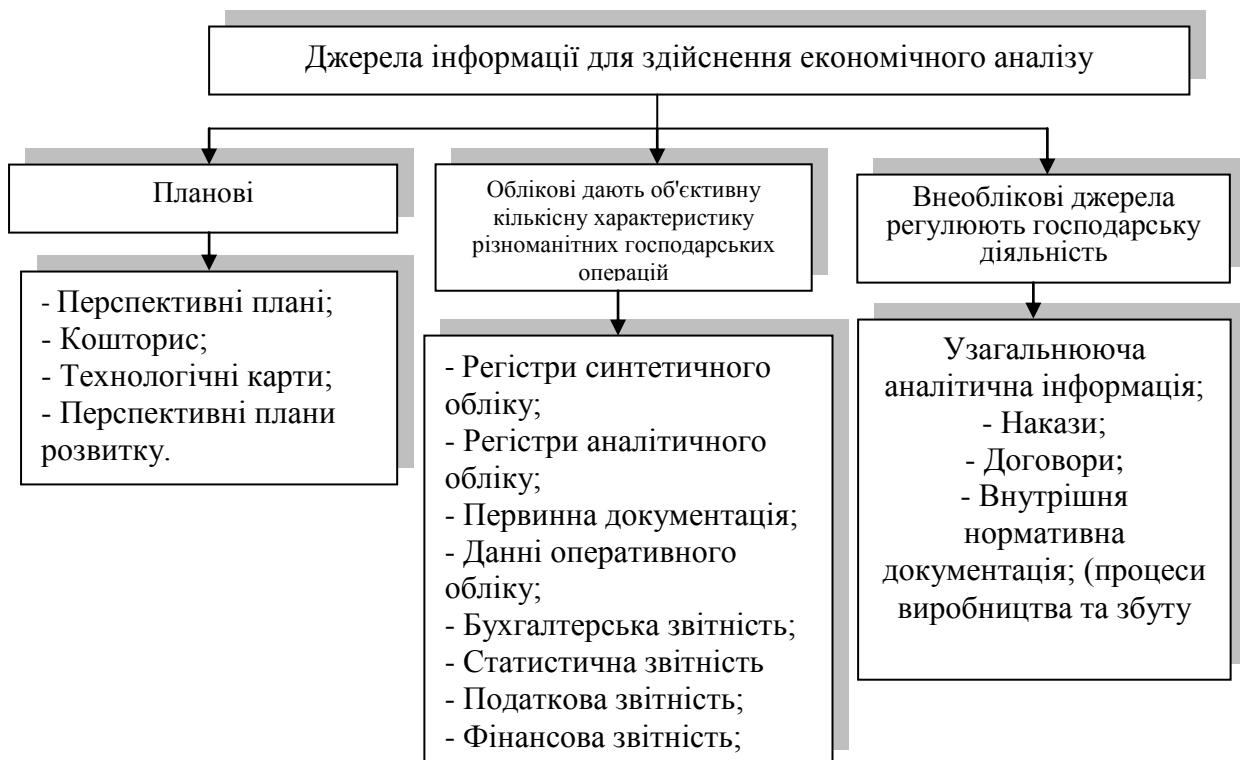 Джерела інформації для здійснення економічного аналізу
Планові
- Перспективні плані;
- Кошторис;
- Технологічні карти;
- Перспективні плани
розвитку.
Облікові дають об'єктивну
кількісну характеристику
різноманітних господарських
операцій
- Регістри синтетичного
обліку;
- Регістри аналітичного
обліку;
- Первинна документація;
- Данні оперативного
обліку;
- Бухгалтерська звітність;
- Статистична звітність
- Податкова звітність;
- Фінансова звітність;
Внеоблікові джерела
регулюють господарську
діяльність
Узагальнююча
аналітична інформація;
- Накази;
- Договори;
- Внутрішня
нормативна
документація; (процеси
виробництва та збуту